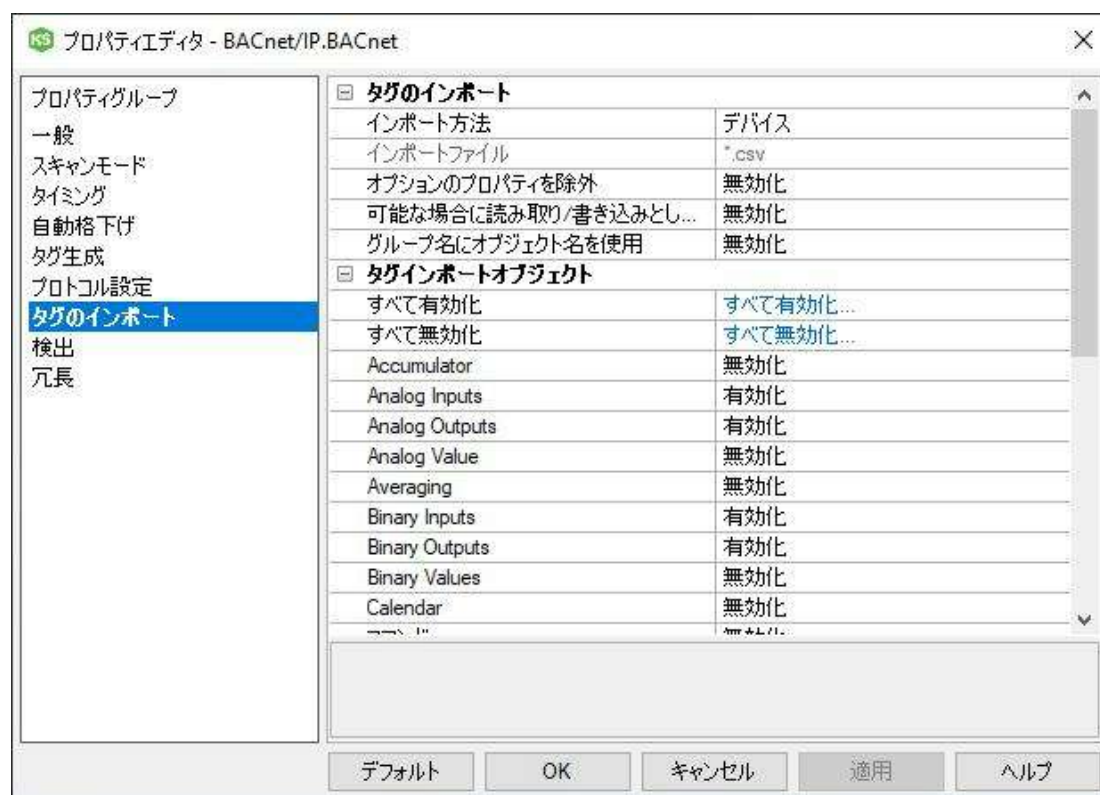 KS プロパティエディタ - BACnet/IP.BACnet
プロパティグループ
一般
スキャンモード
タイミング
自動格下げ
タグ生成
プロトコル設定
タグのインポート
検出
冗長
タグのインポート
インポート方法 デバイス
インポートファイル *.csv
オプションのプロパティを除外 無効化
可能な場合に読み取り/書き込みとし... 無効化
グループ名にオブジェクト名を使用 無効化
タグインポートオブジェクト
すべて有効化 すべて有効化...
すべて無効化 すべて無効化...
Accumulator 無効化
Analog Inputs 有効化
Analog Outputs 有効化
Analog Value 無効化
Averaging 無効化
Binary Inputs 有効化
Binary Outputs 有効化
Binary Values 無効化
Calendar 無効化
デフォルト OK キャンセル 適用 ヘルプ